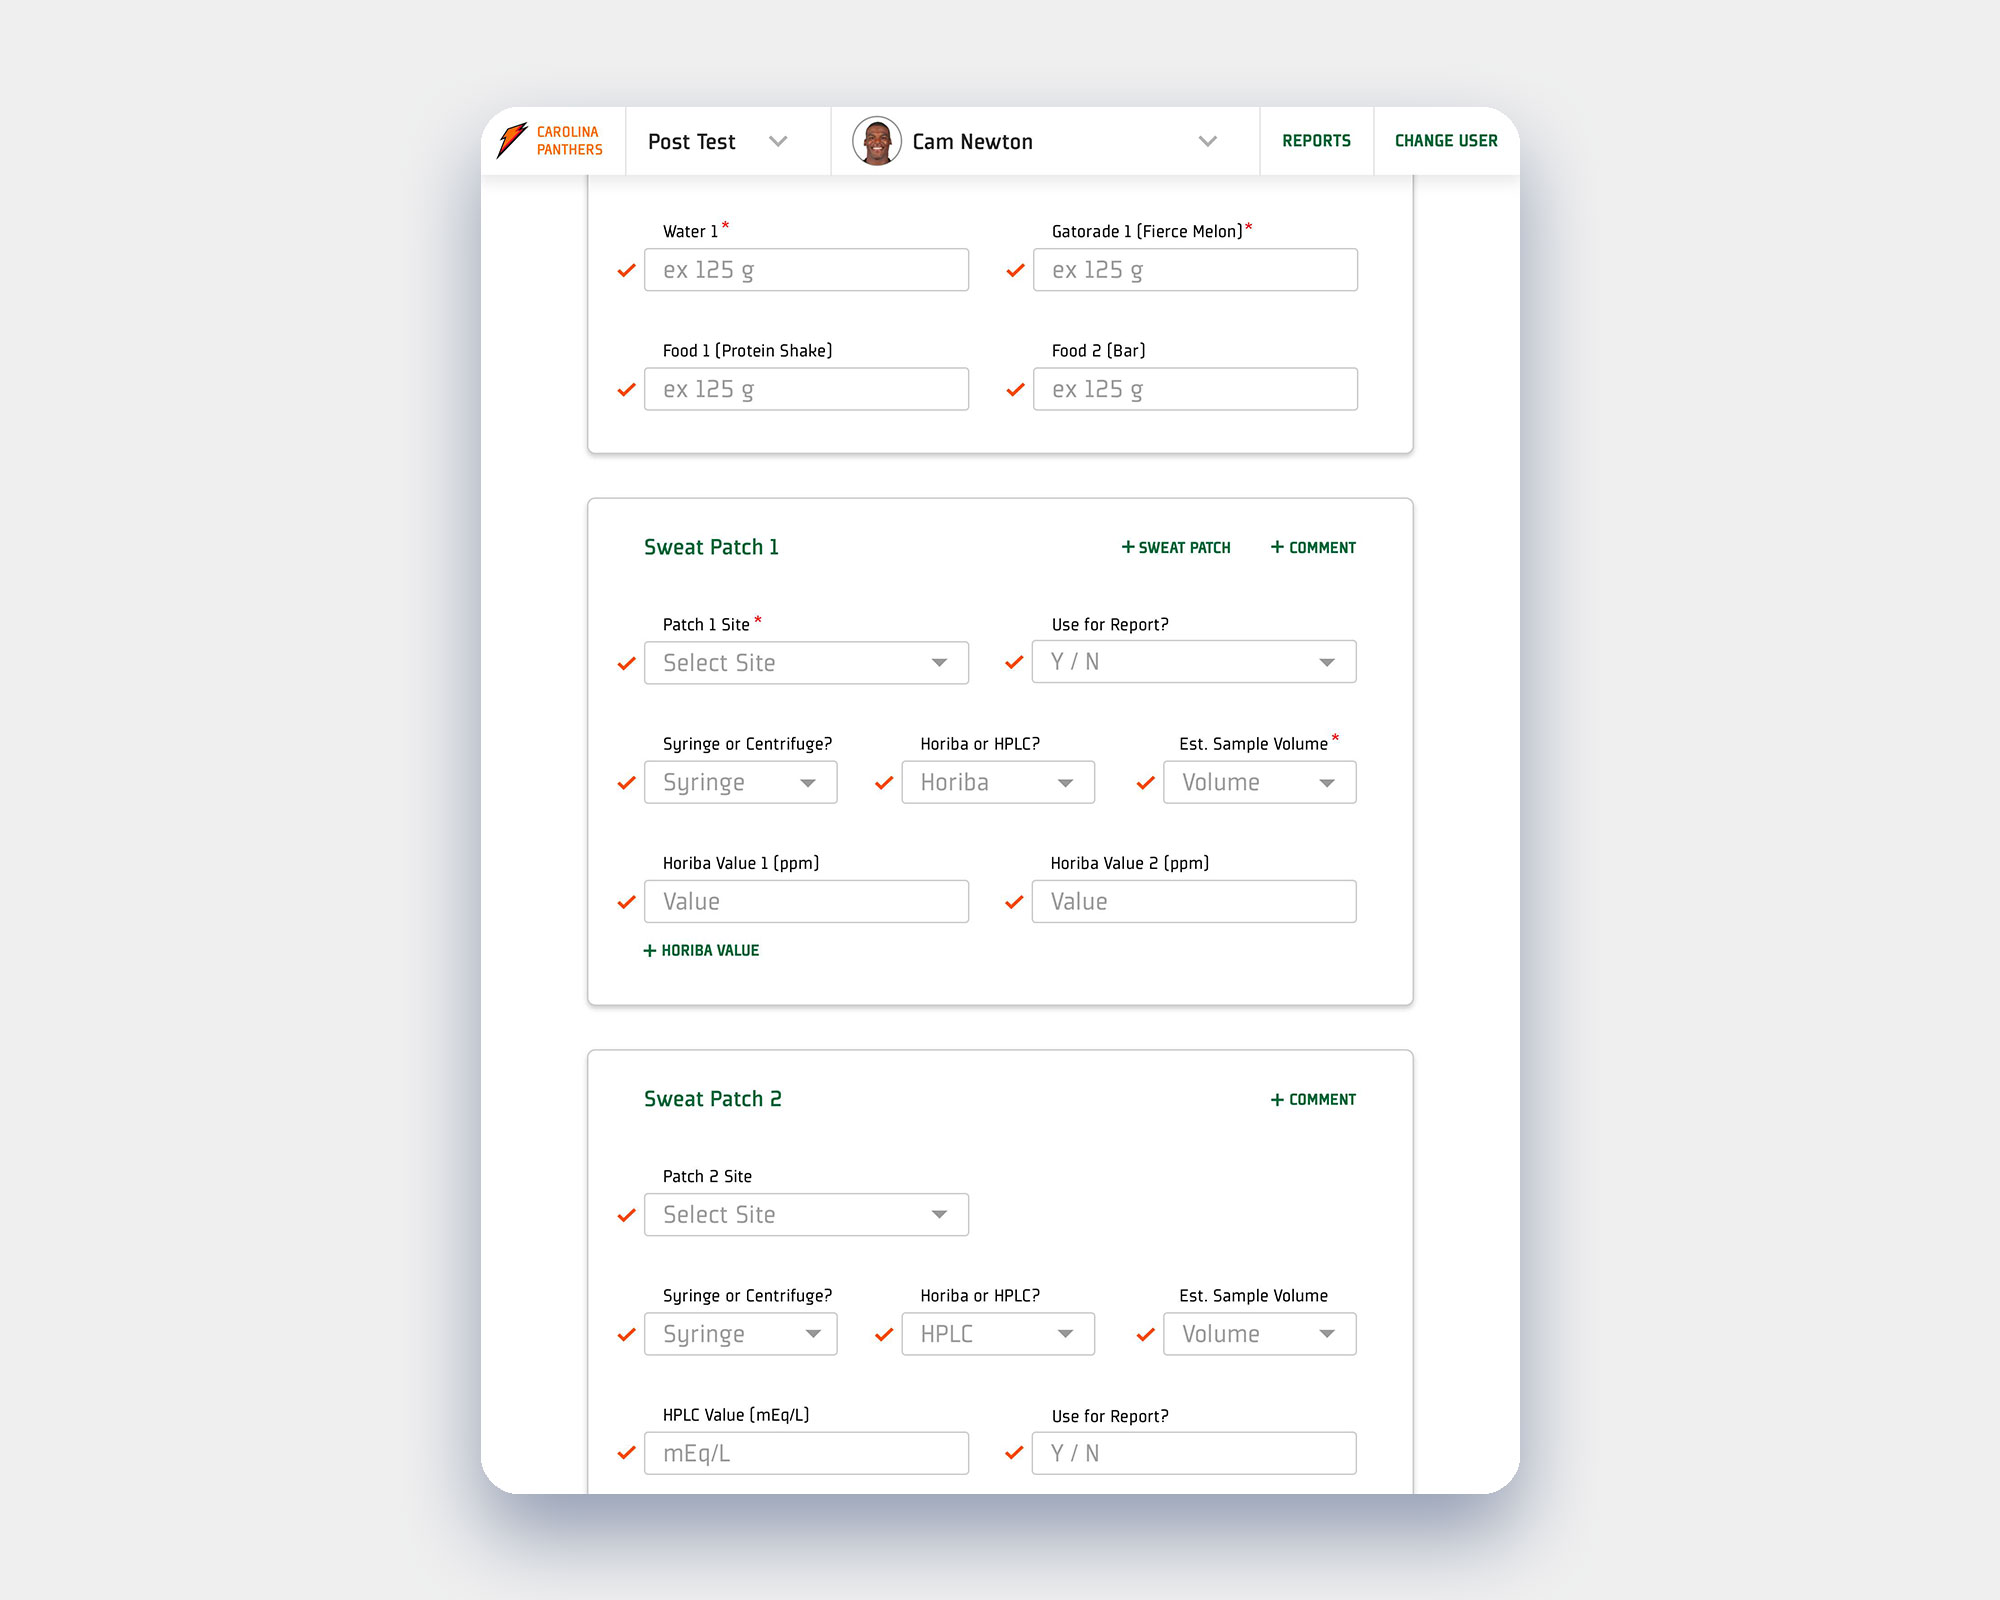 CAROLINA
PANTHERS
Post Test
Cam Newton
REPORTS
CHANGE USER
Water 1*
Gatorade 1 (Fierce Melon)*
ex 125 g
ex 125 g
Food 1 (Protein Shake)
Food 2 (Bar)
ex 125 g
ex 125 g
Sweat Patch 1
+ SWEAT PATCH
+ COMMENT
Patch 1 Site*
Use for Report?
Select Site
Y / N
Syringe or Centrifuge?
Horiba or HPLC?
Est. Sample Volume*
Syringe
Horiba
Volume
Horiba Value 1 (ppm)
Horiba Value 2 (ppm)
Value
Value
+ HORIBA VALUE
Sweat Patch 2
+ COMMENT
Patch 2 Site
Select Site
Syringe or Centrifuge?
Horiba or HPLC?
Est. Sample Volume
Syringe
HPLC
Volume
HPLC Value (mEq/L)
Use for Report?
mEq/L
Y / N